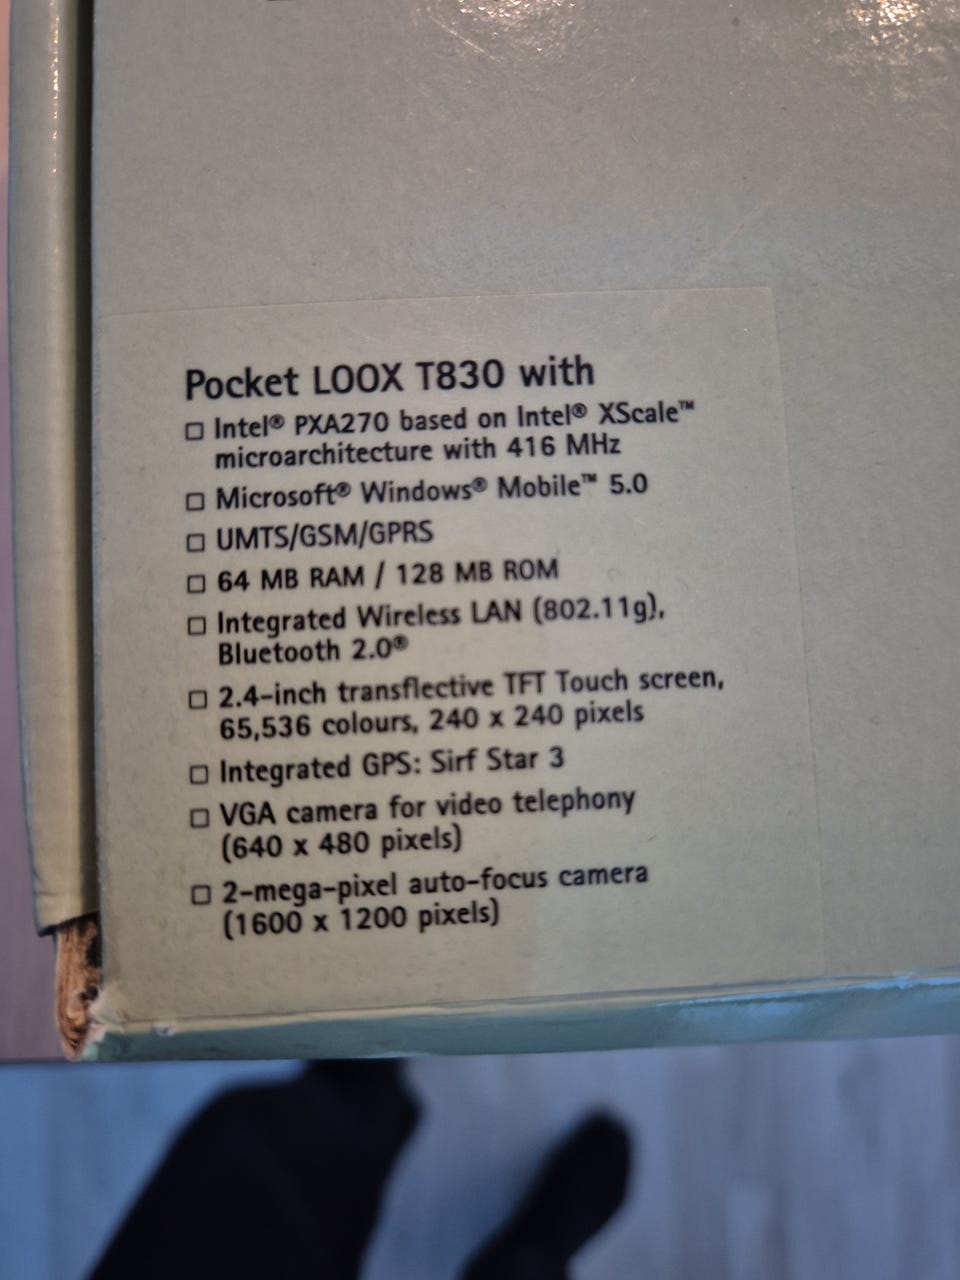 Pocket LOOX T830 with
□ Intel® PXA270 based on Intel® XScale™
microarchitecture with 416 MHz
□ Microsoft® Windows® Mobile™ 5.0
□ UMTS/GSM/GPRS
□ 64 MB RAM / 128 MB ROM
□ Integrated Wireless LAN (802.11g),
Bluetooth 2.0®
□ 2.4-inch transflective TFT Touch screen,
65,536 colours, 240 x 240 pixels
□ Integrated GPS: Sirf Star 3
□ VGA camera for video telephony
(640 x 480 pixels)
□ 2-mega-pixel auto-focus camera
(1600 x 1200 pixels)